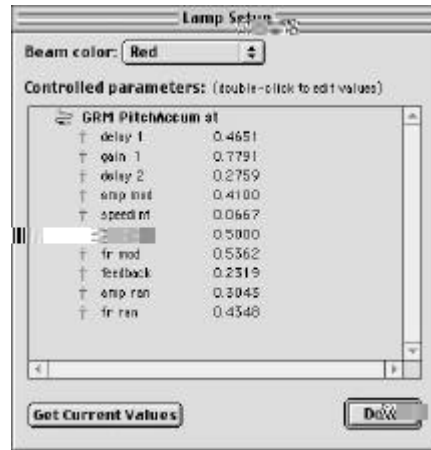 Lamp Setup
Beam color: Red
Controlled parameters: (double-click to edit values)
GRM PitchAccum st
delay 1 0.4651
gain 1 0.7791
delay 2 0.2759
amp mod 0.4100
speed nt 0.0667
0.5000
fr mod 0.5362
feedback 0.2319
amp ran 0.3043
fr ran 0.4348
Get Current Values